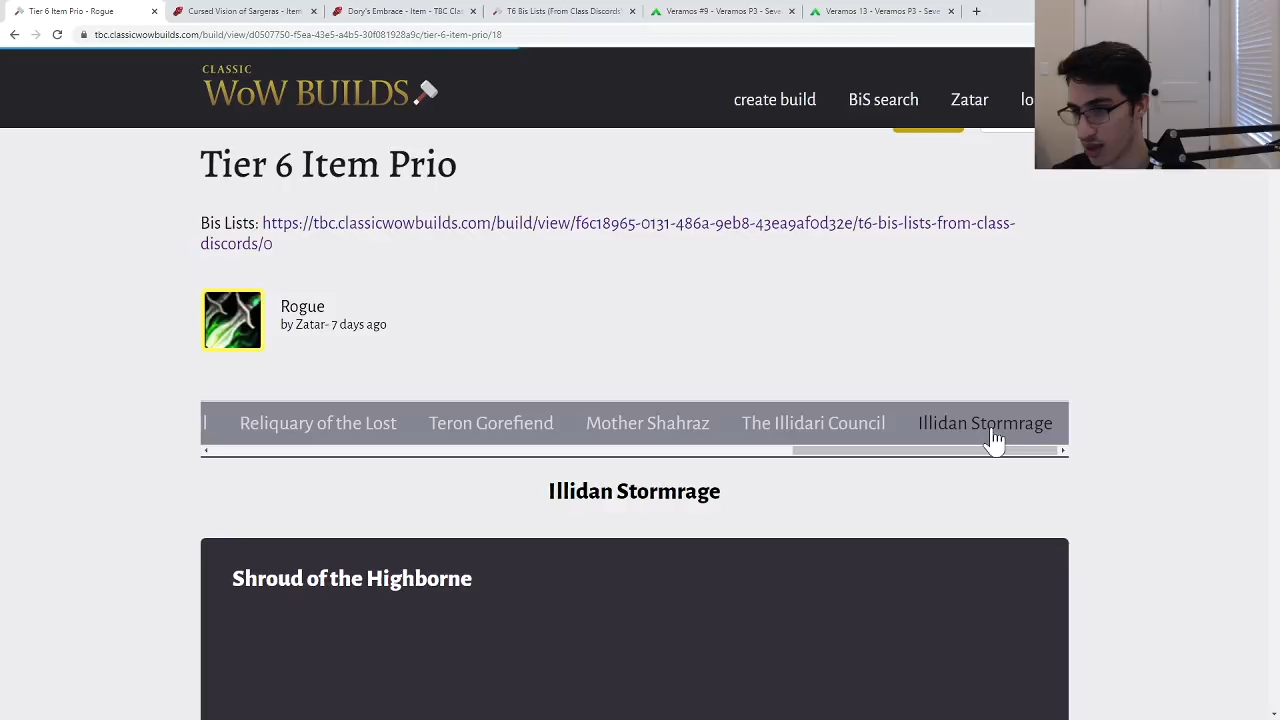 Tier 6 Item Prio - Rogue
Cursed Vision of Sargeras - Item
Dory's Embrace - Item - TBC Clas
T6 Bis Lists (From Class Discords)
Veramos #9 - Veramos P3 - Seve
Veramos 13 - Veramos P3 - Seve
tbc.classicwowbuilds.com/build/view/d0507750-f5ea-43e5-a4b5-30f081928a9c/tier-6-item-prio/18
CLASSIC
WoW BUILDS
create build
BiS search
Zatar
lo
Tier 6 Item Prio
Bis Lists: https://tbc.classicwowbuilds.com/build/view/f6c18965-0131-486a-9eb8-43ea9af0d32e/t6-bis-lists-from-class-
discords/0
Rogue
by Zatar- 7 days ago
Reliquary of the Lost
Teron Gorefiend
Mother Shahraz
The Illidari Council
Illidan Stormrage
Illidan Stormrage
Shroud of the Highborne